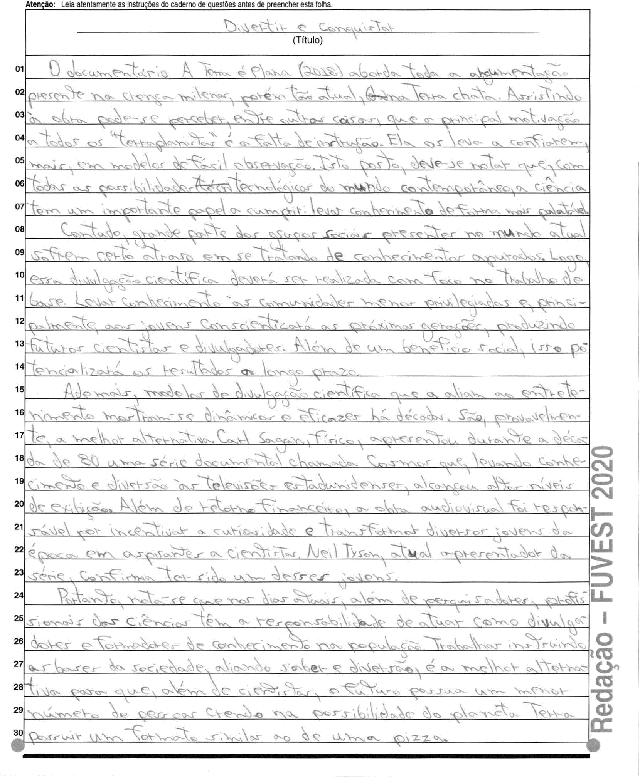 Atenção: Leia atentamente as instruções do caderno de questões antes de preencher esta folha.
Divertir e Conquistar
(Título)
01 O documentário A Terra é Plana (2018) aborda toda a argumentação
02 presente na crença milenar, porém tão atual, na Terra chata. Assistindo
03 à obra pode-se perceber, entre outras coisas, que a principal motivação
04 a todos os "terraplanistas" é a falta de instrução. Ela os leva a confiarem,
05 mais, em modelos de fácil observação. Isto posto, deve-se notar que, com
06 todas as possibilidades tecnológicas do mundo contemporâneo, a ciência
07 tem um importante papel a cumprir: levar conhecimento de forma mais palatável.
08 Contudo, grande parte dos grupos sociais presentes no mundo atual
09 sofrem certo atraso em se tratando de conhecimentos apurados. Logo,
10 essa divulgação científica deverá ser realizada com foco no trabalho de
11 base. Levar conhecimento às comunidades menos privilegiadas e, princi-
12 palmente, aos jovens conscientizará as próximas gerações, produzindo
13 futuros cientistas e divulgadores. Além de um benefício social, isso po-
14 tencializará os resultados a longo prazo.
15 Ademais, modelos de divulgação científica que a aliam ao entrete-
16 nimento mostram-se dinâmicos e eficazes há décadas. São, provavelmen-
17 te, a melhor alternativa. Carl Sagan, físico, apresentou durante a déca-
18 da de 80 uma série documental chamada Cosmos que, levando conhe-
19 cimento e diversão às televisões estadunidenses, alcançou altos níveis
20 de exibição. Além de retorno financeiro, a obra audiovisual foi respon-
21 sável por incentivar a curiosidade e transformar diversos jovens da
22 época em aspirantes a cientistas. Neil Tyson, atual apresentador da
23 série, confirma ter sido um desses jovens.
24 Portanto, nota-se que nos dias atuais, além de pesquisadores, profis-
25 sionais das ciências têm a responsabilidade de atuar como divulga-
26 dores e formadores de conhecimento na população. Trabalhar instruindo
27 as bases da sociedade, aliando saber e diversão, é a melhor alterna-
28 tiva para que, além de cientistas, o futuro possua um menor
29 número de pessoas crendo na possibilidade do planeta Terra
30 possuir um formato similar ao de uma pizza.
Redação – FUVEST 2020